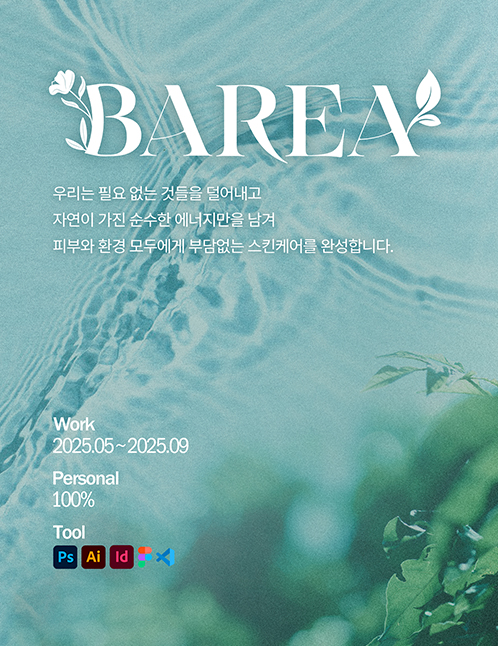 BAREA
우리는 필요 없는 것들을 덜어내고
자연이 가진 순수한 에너지만을 남겨
피부와 환경 모두에게 부담없는 스킨케어를 완성합니다.
Work
2025.05~2025.09
Personal
100%
Tool
Ps Ai Id